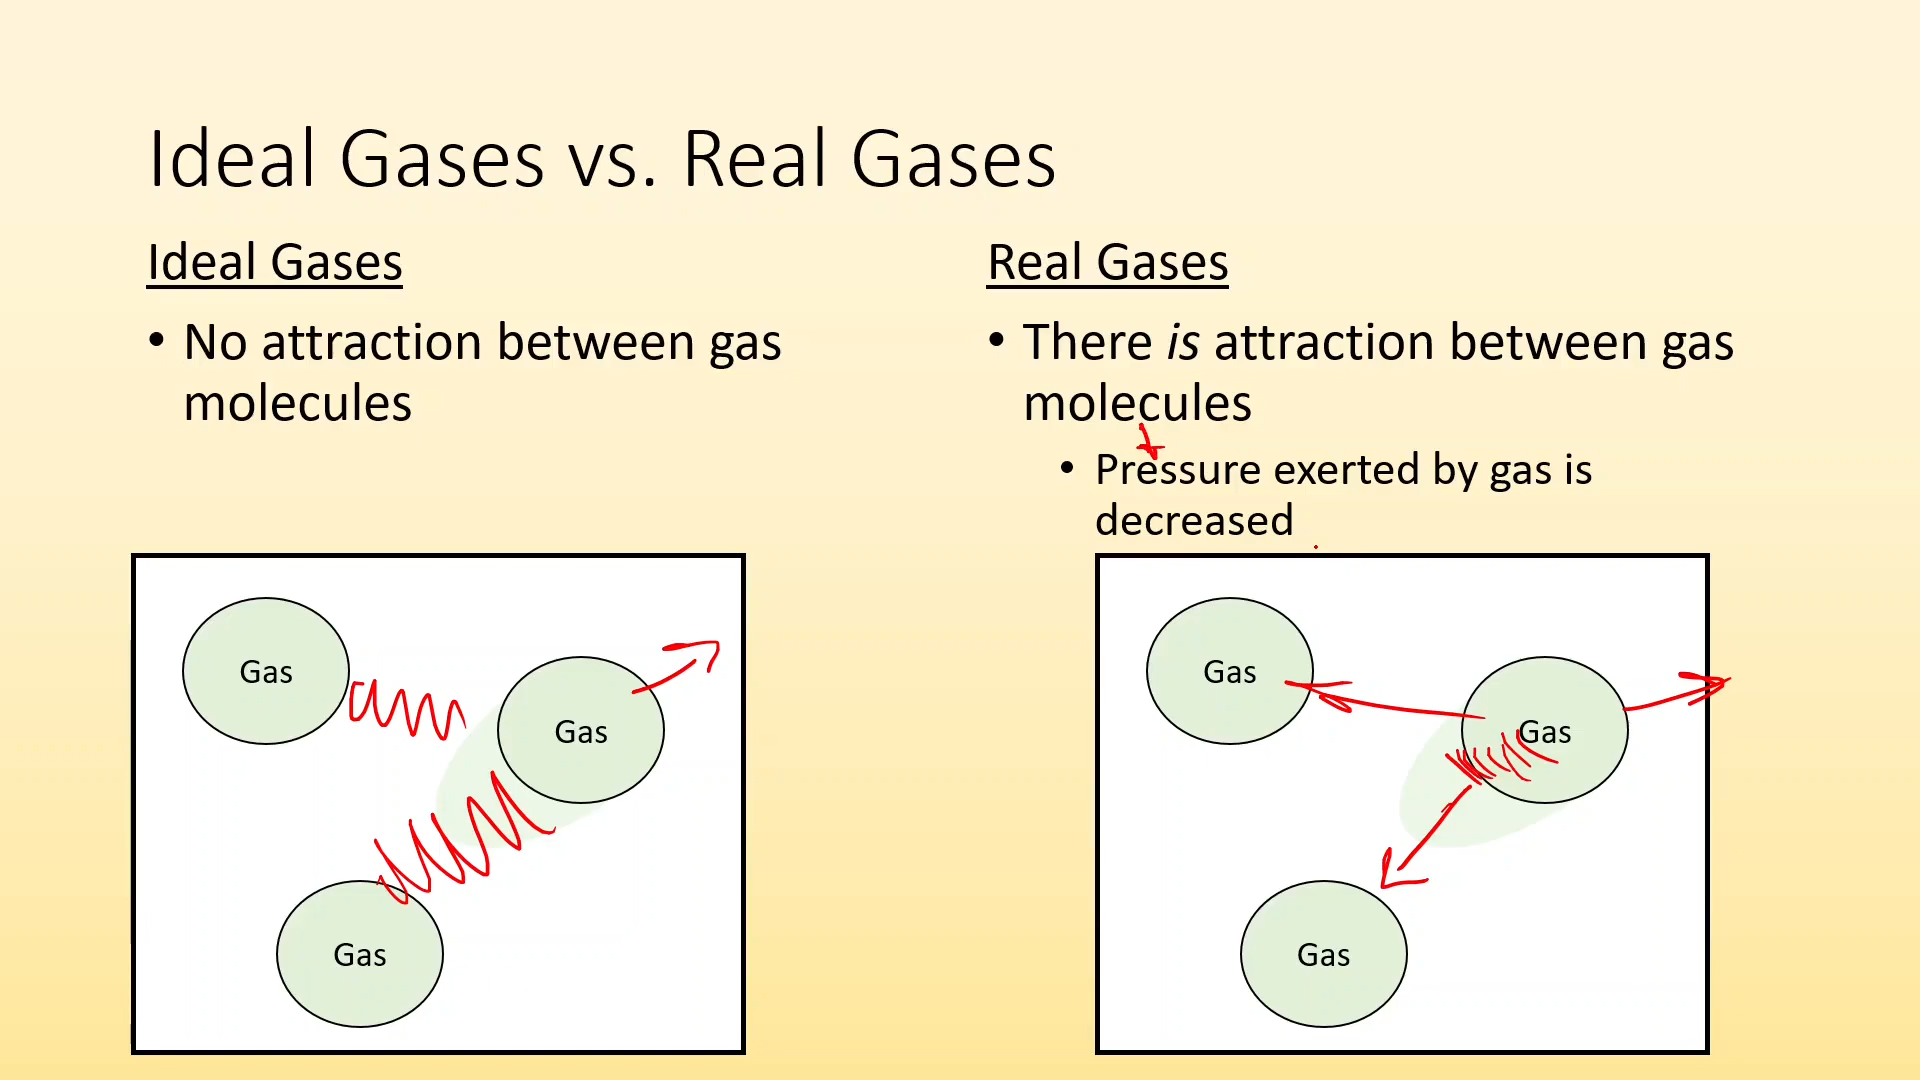 Ideal Gases vs. Real Gases
Ideal Gases
• No attraction between gas
molecules
Real Gases
• There is attraction between gas
molecules
• Pressure exerted by gas is
decreased
Gas
Gas
Gas
Gas
Gas
Gas